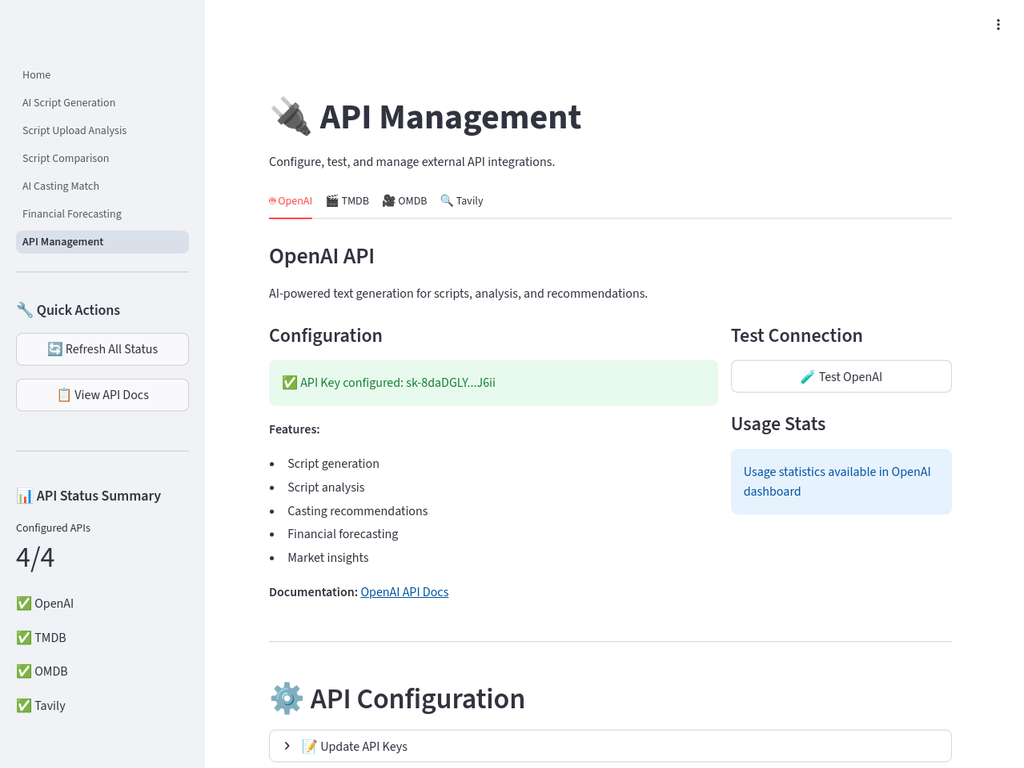 Home
AI Script Generation
Script Upload Analysis
Script Comparison
AI Casting Match
Financial Forecasting
API Management
🔧 Quick Actions
🔄 Refresh All Status
📋 View API Docs
📊 API Status Summary
Configured APIs
4/4
✅ OpenAI
✅ TMDB
✅ OMDB
✅ Tavily
🔌 API Management
Configure, test, and manage external API integrations.
OpenAI 🎬 TMDB 🎥 OMDB 🔍 Tavily
OpenAI API
AI-powered text generation for scripts, analysis, and recommendations.
Configuration
✅ API Key configured: sk-8daDGLY...J6ii
Features:
• Script generation
• Script analysis
• Casting recommendations
• Financial forecasting
• Market insights
Documentation: OpenAI API Docs
Test Connection
🧪 Test OpenAI
Usage Stats
Usage statistics available in OpenAI
dashboard
⚙️ API Configuration
📝 Update API Keys